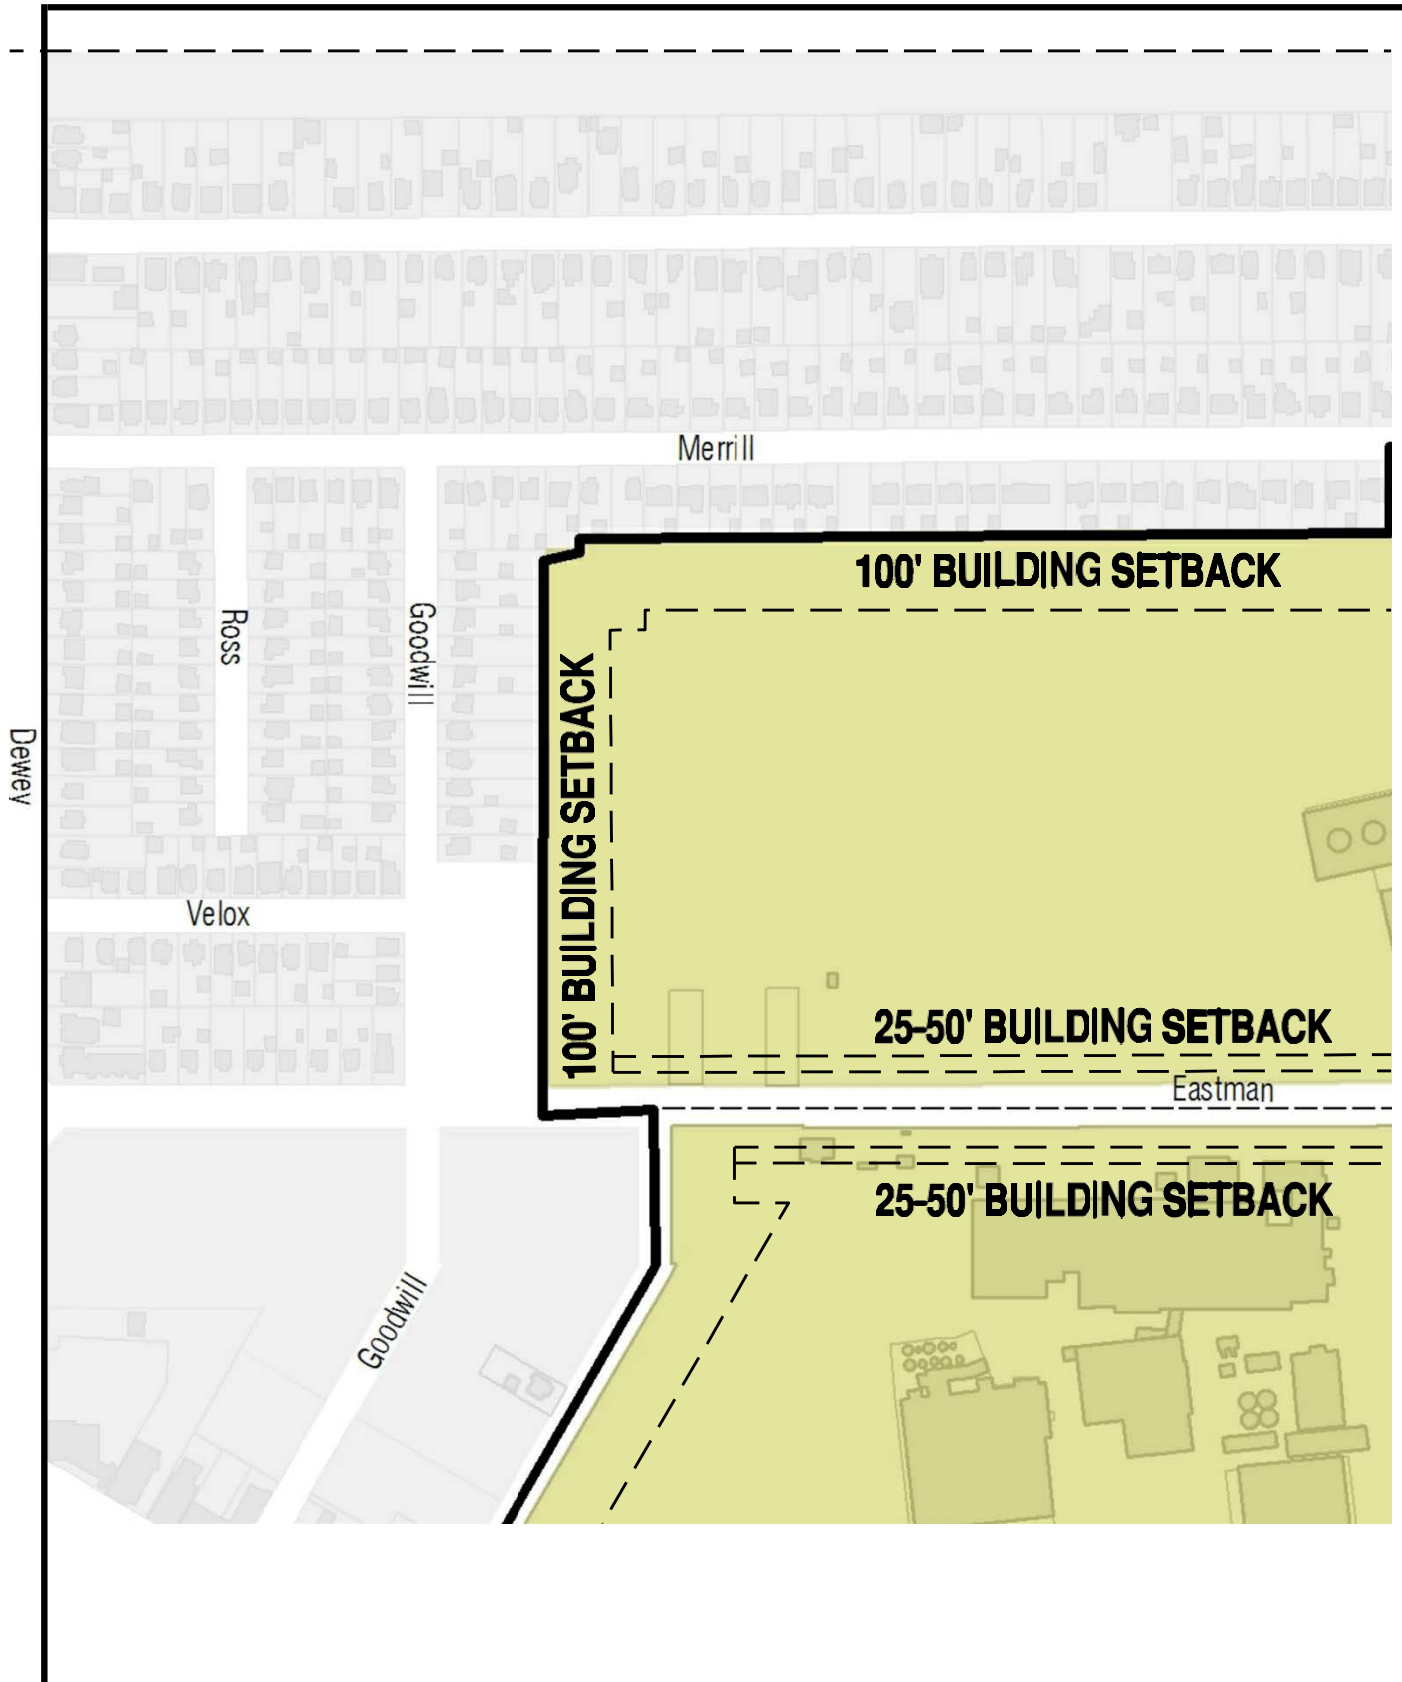 Merrill
100' BUILDING SETBACK
Ross
Goodwill
100' BUILDING SETBACK
Dewey
Velox
25-50' BUILDING SETBACK
Eastman
25-50' BUILDING SETBACK
Goodwill